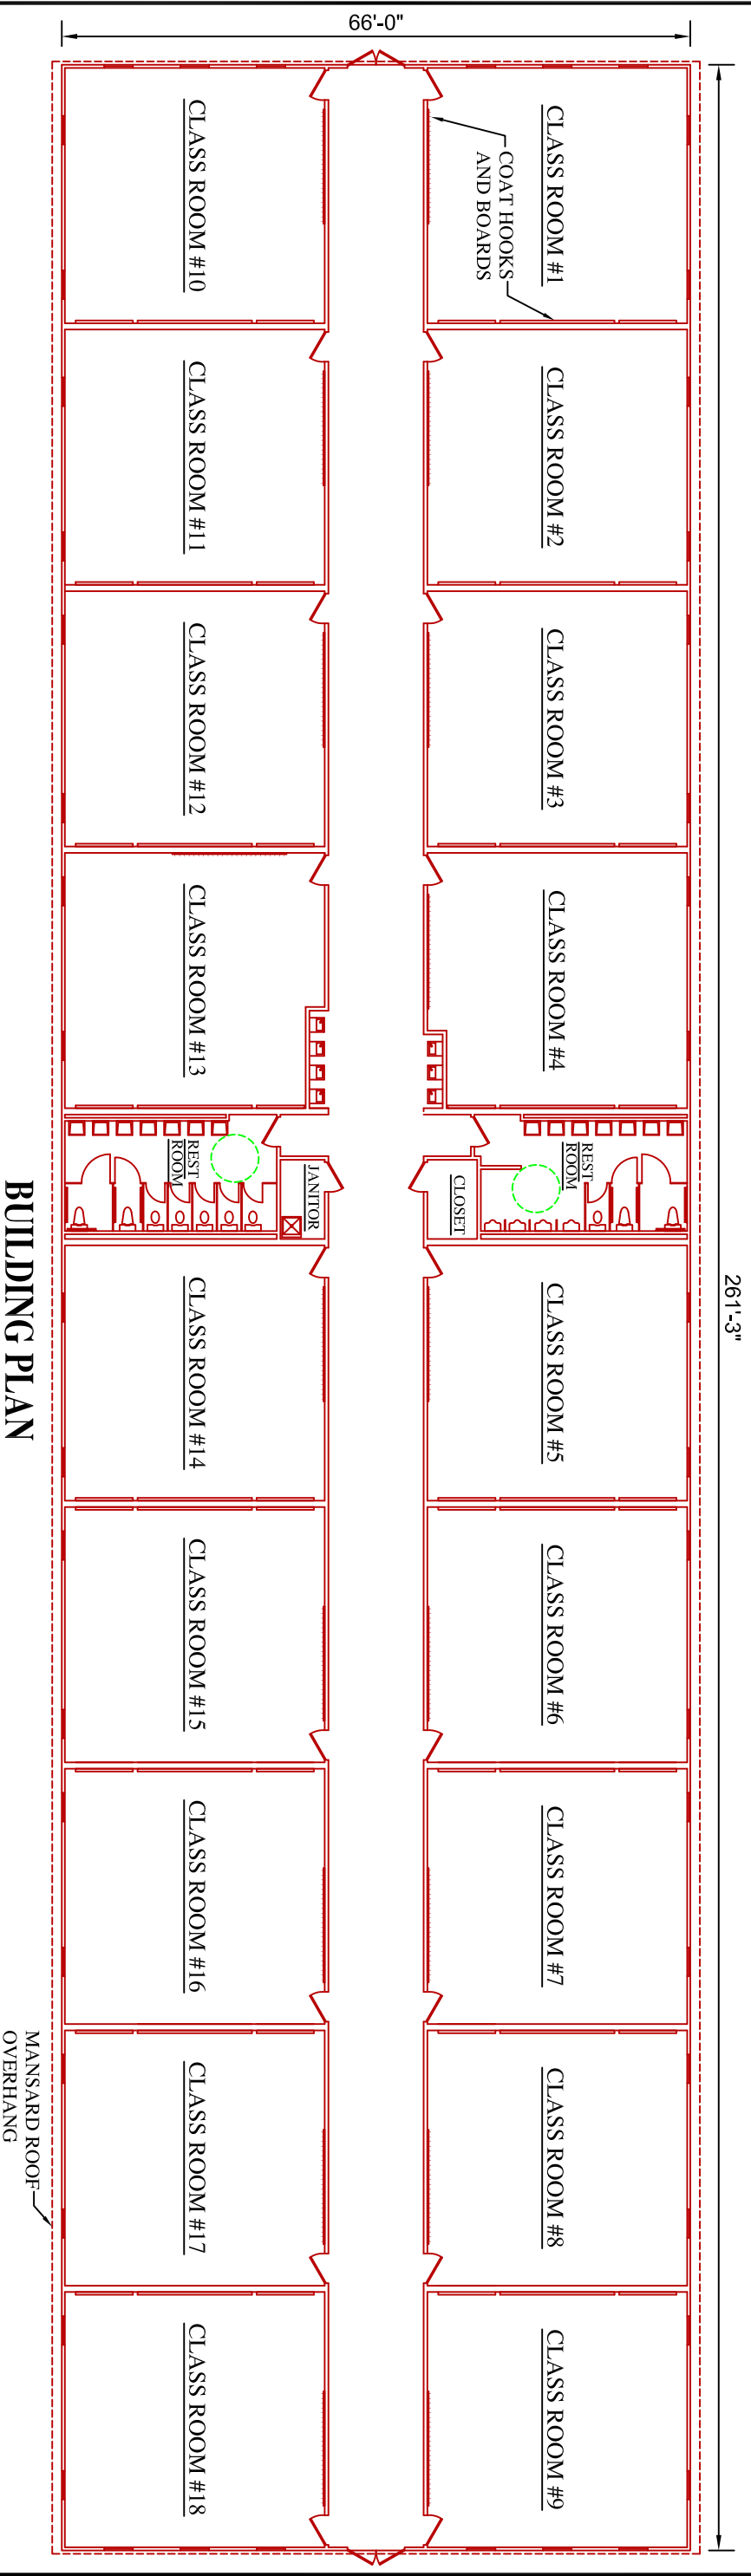 66'-0"
261'-3"
CLASS ROOM #1
COAT HOOKS
AND BOARDS
CLASS ROOM #2
CLASS ROOM #3
CLASS ROOM #4
REST
ROOM
CLOSET
CLASS ROOM #5
CLASS ROOM #6
CLASS ROOM #7
CLASS ROOM #8
CLASS ROOM #9
CLASS ROOM #10
CLASS ROOM #11
CLASS ROOM #12
CLASS ROOM #13
REST
ROOM
JANITOR
CLASS ROOM #14
CLASS ROOM #15
CLASS ROOM #16
CLASS ROOM #17
CLASS ROOM #18
BUILDING PLAN
MANSARD ROOF
OVERHANG